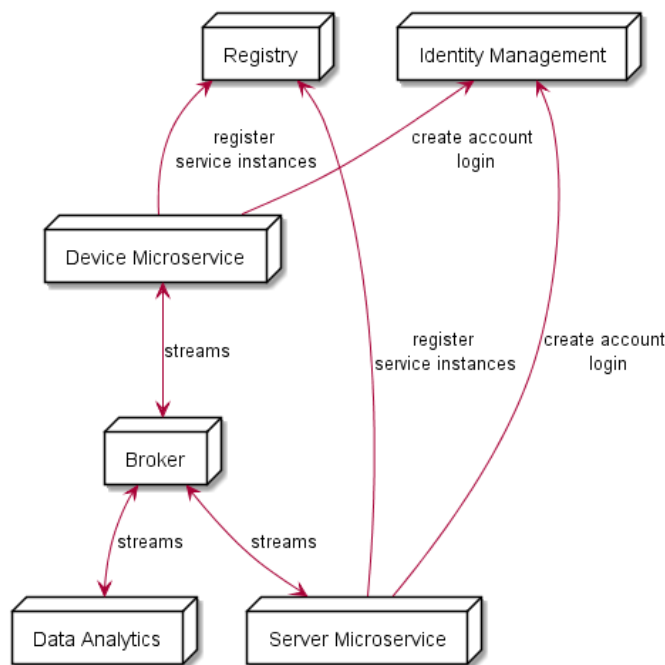 Registry
Identity Management
register
service instances
create account
login
Device Microservice
streams
register
service instances
create account
login
Broker
streams
streams
Data Analytics
Server Microservice